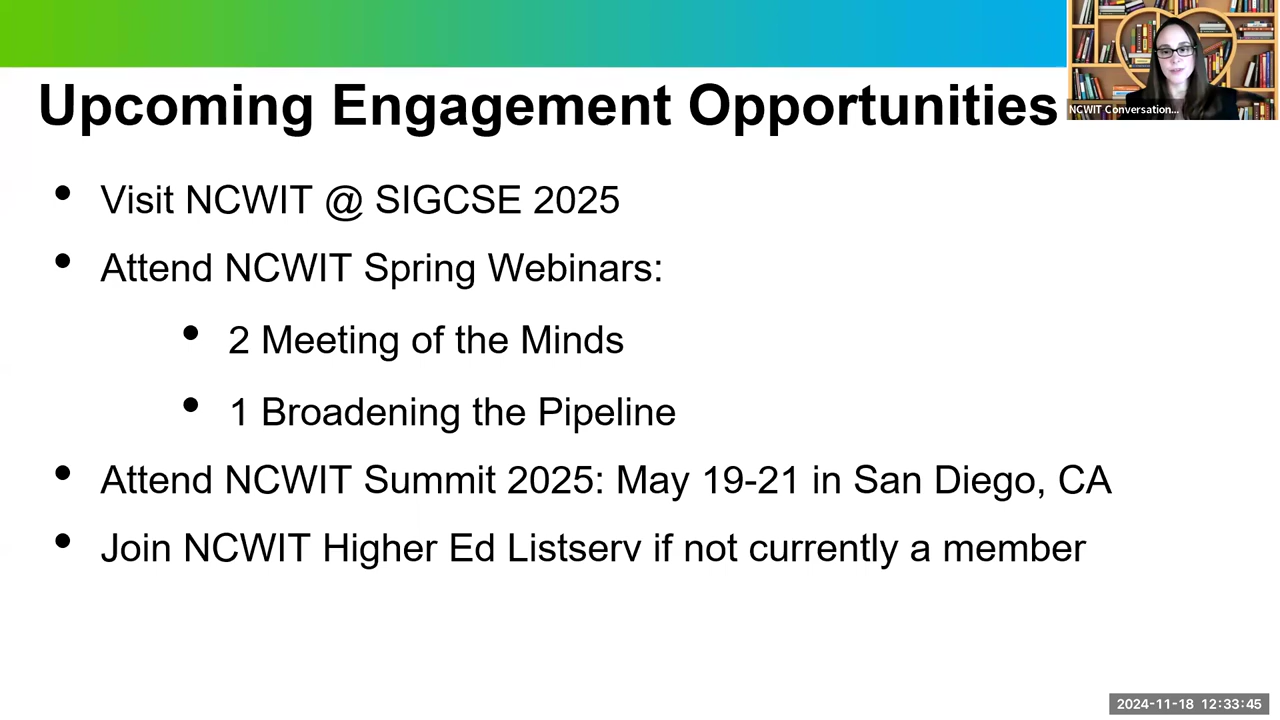 Upcoming Engagement Opportunities
NCWIT Conversation...
• Visit NCWIT @ SIGCSE 2025
• Attend NCWIT Spring Webinars:
• 2 Meeting of the Minds
• 1 Broadening the Pipeline
• Attend NCWIT Summit 2025: May 19-21 in San Diego, CA
• Join NCWIT Higher Ed Listserv if not currently a member
2024-11-18 12:33:45